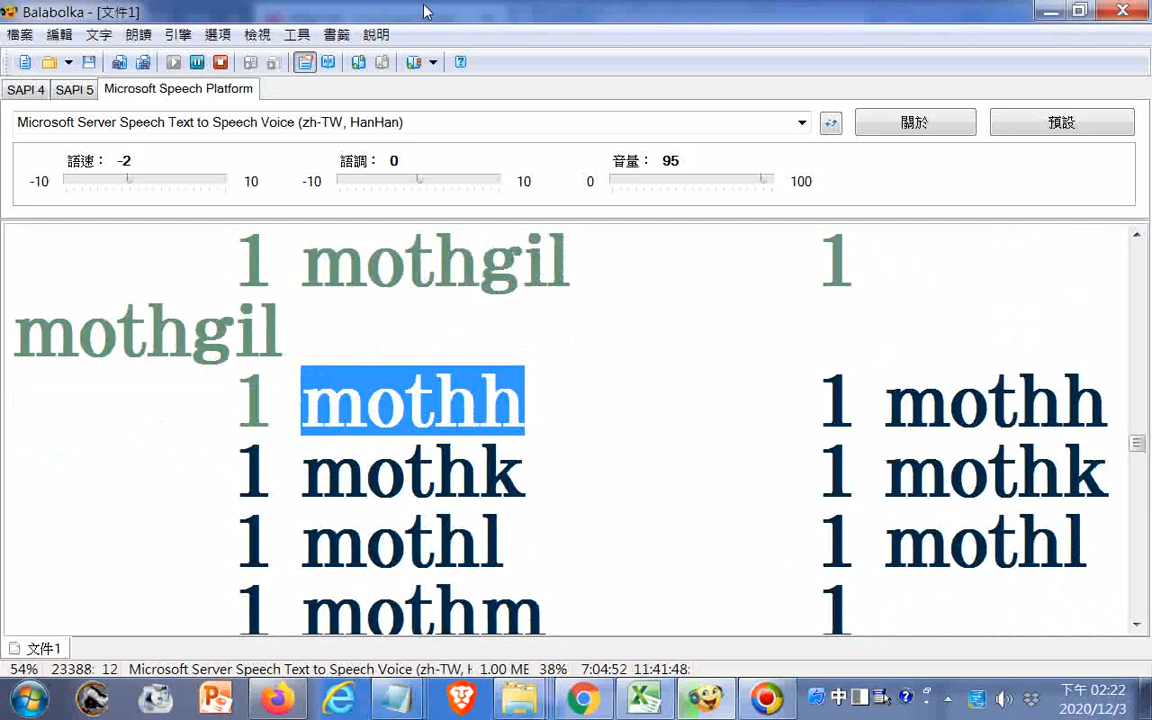 Balabolka - [文件1]
檔案 編輯 文字 朗讀 引擎 選項 檢視 工具 書籤 說明
SAPI 4 SAPI 5 Microsoft Speech Platform
Microsoft Server Speech Text to Speech Voice (zh-TW, HanHan) 關於 預設
語速： -2 語調： 0 音量： 95
-10 10 -10 10 0 100
1 mothgil 1
mothgil
1 mothh 1 mothh
1 mothk 1 mothk
1 mothl 1 mothl
1 mothm 1
文件1
54% 23388: 12 Microsoft Server Speech Text to Speech Voice (zh-TW, 1.00 ME 38% 7:04:52 11:41:48
中 下午 02:22
2020/12/3